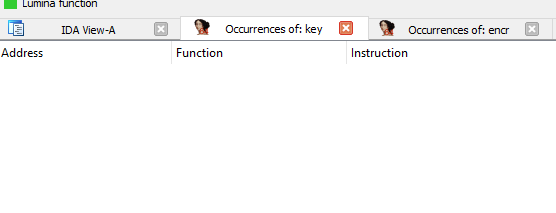 Lumina function
IDA View-A Occurrences of: key Occurrences of: encr
Address Function Instruction